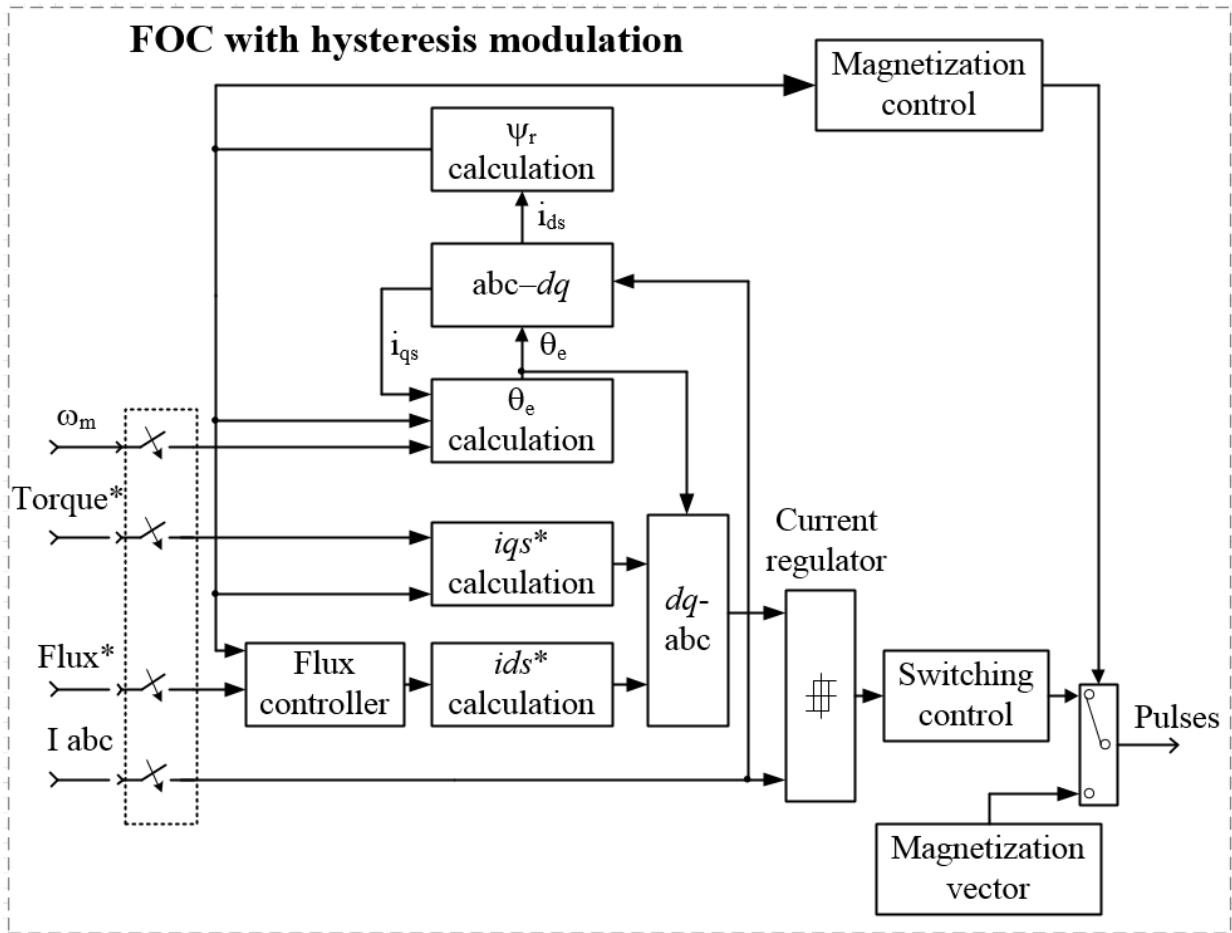 FOC with hysteresis modulation
Magnetization
control
ψr
calculation
ids
abc–dq
iqs
θe
θe
calculation
ωm
Torque*
iqs*
calculation
Current
regulator
dq-
abc
Flux*
Flux
controller
ids*
calculation
Switching
control
Pulses
I abc
Magnetization
vector